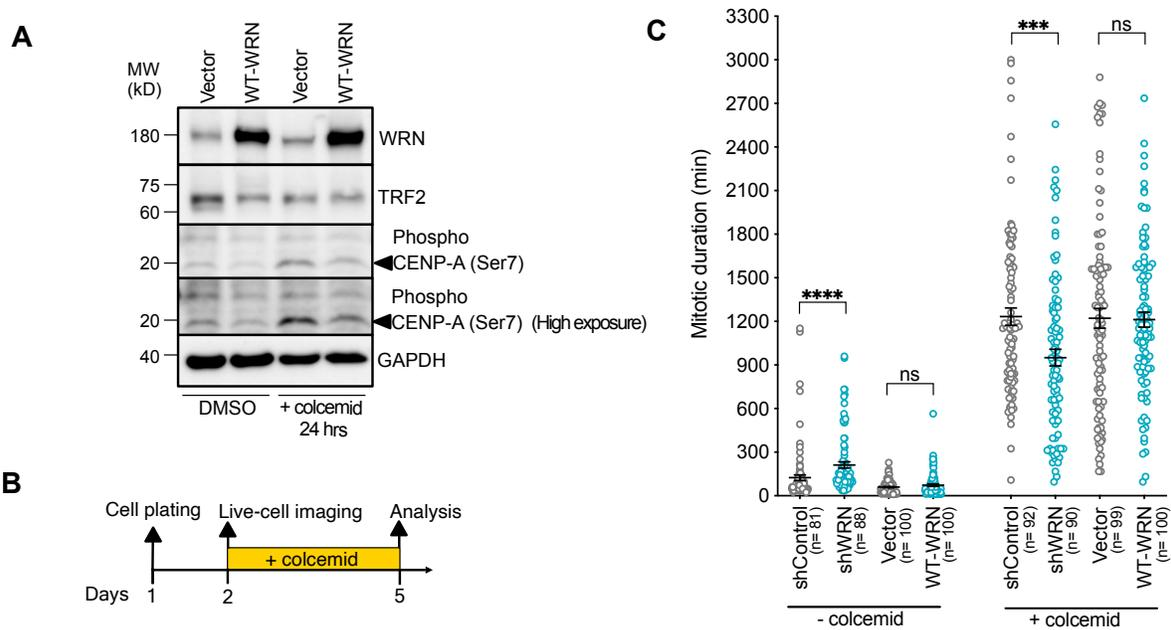 A
MW
(kD)
Vector
WT-WRN
Vector
WT-WRN
180
WRN
75
60
TRF2
Phospho
20
CENP-A (Ser7)
Phospho
20
CENP-A (Ser7) (High exposure)
40
GAPDH
DMSO
+ colcemid
24 hrs
B
Cell plating
Live-cell imaging
Analysis
+ colcemid
Days
1
2
5
C
Mitotic duration (min)
3300
3000
2700
2400
2100
1800
1500
1200
900
600
300
0
****
ns
***
ns
shControl
(n= 81)
shWRN
(n= 88)
Vector
(n= 100)
WT-WRN
(n= 100)
shControl
(n= 92)
shWRN
(n= 90)
Vector
(n= 99)
WT-WRN
(n= 100)
- colcemid
+ colcemid